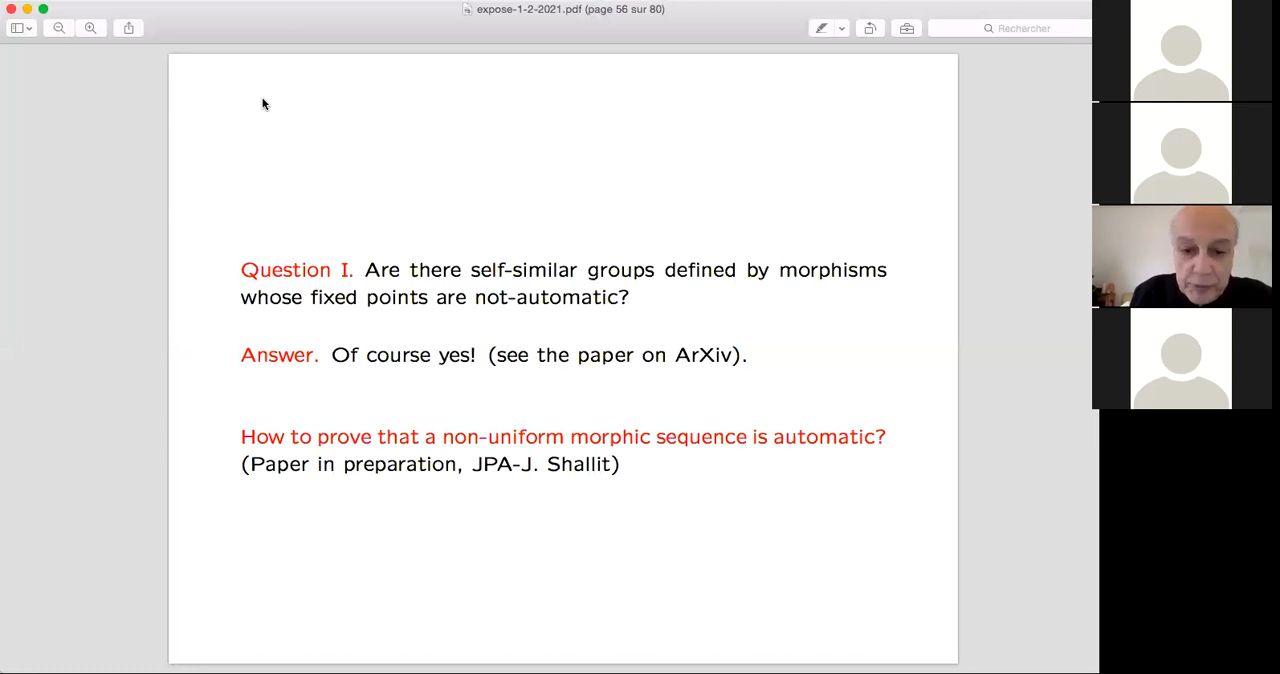 expose-1-2-2021.pdf (page 56 sur 80)
Rechercher
Question I. Are there self-similar groups defined by morphisms
whose fixed points are not-automatic?
Answer. Of course yes! (see the paper on ArXiv).
How to prove that a non-uniform morphic sequence is automatic?
(Paper in preparation, JPA-J. Shallit)